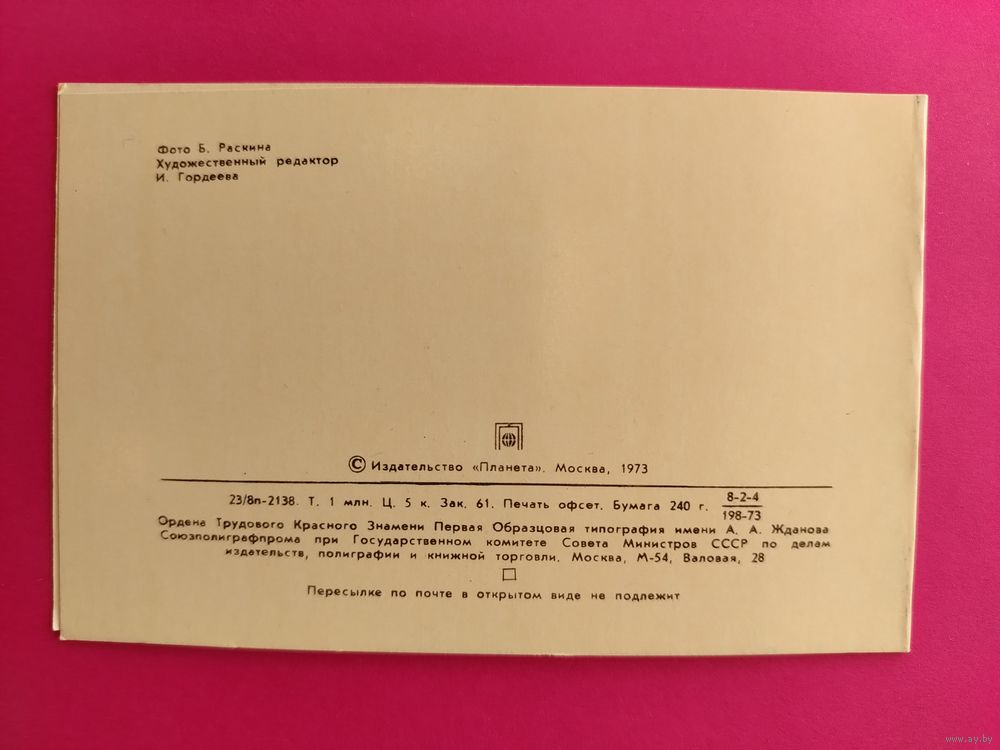 Фото Б. Раскина
Художественный редактор
И. Гордеева
© Издательство «Планета». Москва, 1973
23/8п-2138. Т. 1 млн. Ц. 5 к. Зак. 61. Печать офсет. Бумага 240 г. 8-2-4
198-73
Ордена Трудового Красного Знамени Первая Образцовая типография имени А. А. Жданова
Союзполиграфпрома при Государственном комитете Совета Министров СССР по делам
издательств, полиграфии и книжной торговли. Москва, М-54, Валовая, 28
Пересылке по почте в открытом виде не подлежит
www.ay.by